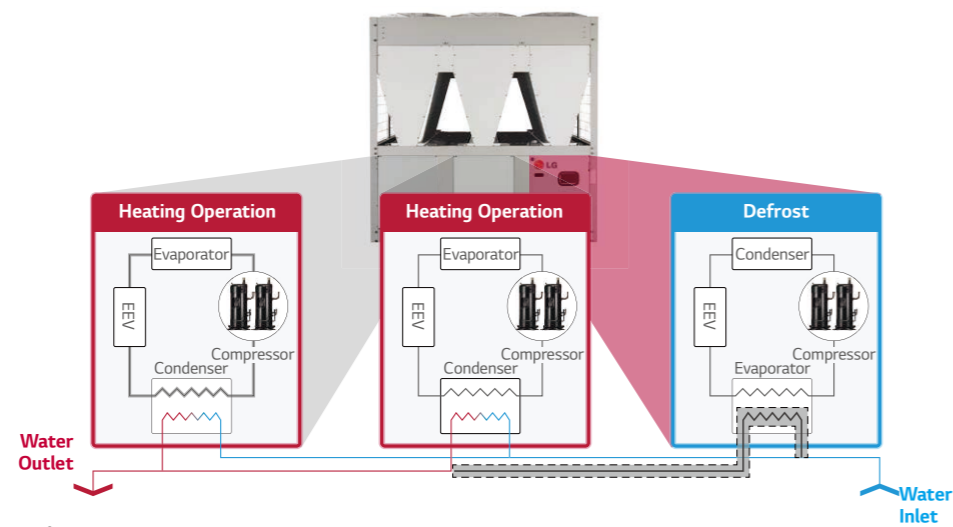 LG
Heating Operation
Evaporator
EEV
Compressor
Condenser
Heating Operation
Evaporator
EEV
Compressor
Condenser
Defrost
Condenser
EEV
Compressor
Evaporator
Water
Outlet
Water
Inlet